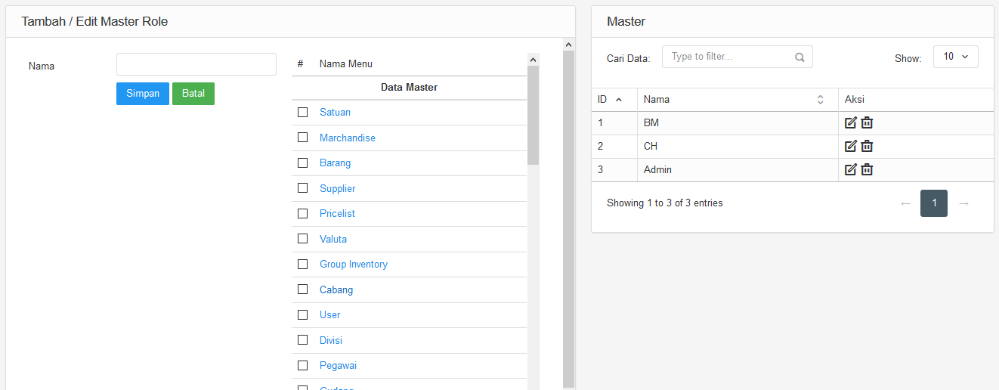 Tambah / Edit Master Role
Nama
Simpan Batal
# Nama Menu
Data Master
Satuan
Marchandise
Barang
Supplier
Pricelist
Valuta
Group Inventory
Cabang
User
Divisi
Pegawai
Gudang
Master
Cari Data: Type to filter... Show: 10
ID Nama Aksi
1 BM
2 CH
3 Admin
Showing 1 to 3 of 3 entries ← 1 →